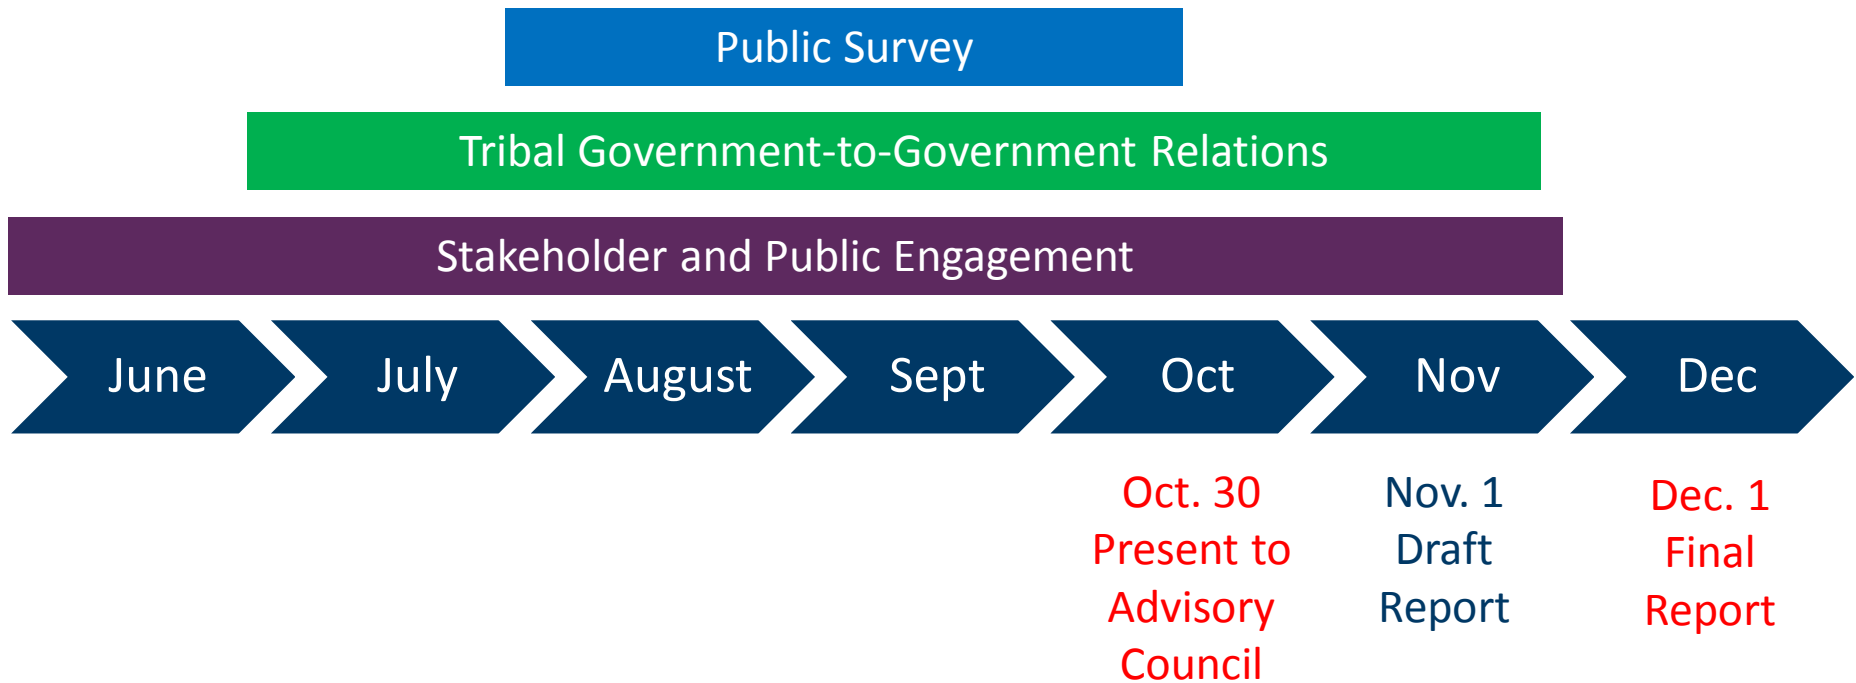 Public Survey
Tribal Government-to-Government Relations
Stakeholder and Public Engagement
June
July
August
Sept
Oct
Nov
Dec
Oct. 30
Present to
Advisory
Council
Nov. 1
Draft
Report
Dec. 1
Final
Report